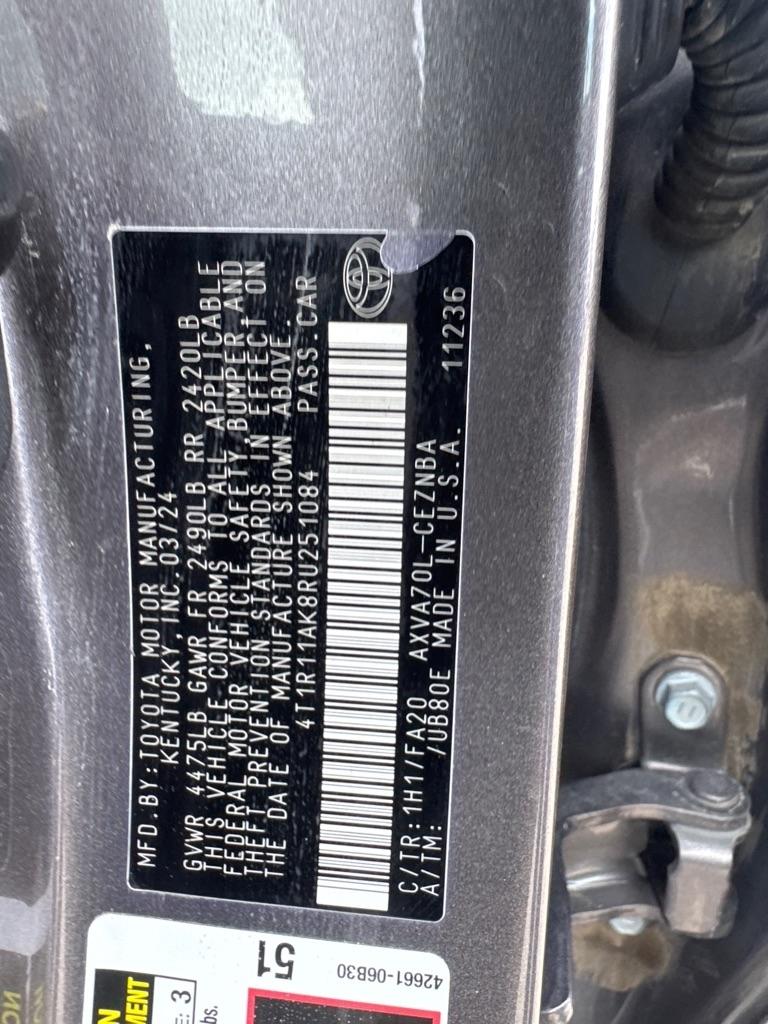 MFD.BY:TOYOTA MOTOR MANUFACTURING,
KENTUCKY, INC. 03/24
GVWR 4475LB GAWR FR 2490LB RR 2420LB
THIS VEHICLE CONFORMS TO ALL APPLICABLE
FEDERAL MOTOR VEHICLE SAFETY,BUMPER,AND
THEFT PREVENTION STANDARDS IN EFFECT ON
THE DATE OF MANUFACTURE SHOWN ABOVE.
4T1R11AK8RU251084 PASS.CAR
C/TR:1H1/FA20 AXVA70L-CEZNBA
A/TM: /UB80E MADE IN U.S.A. 11236
51
42661-06B30